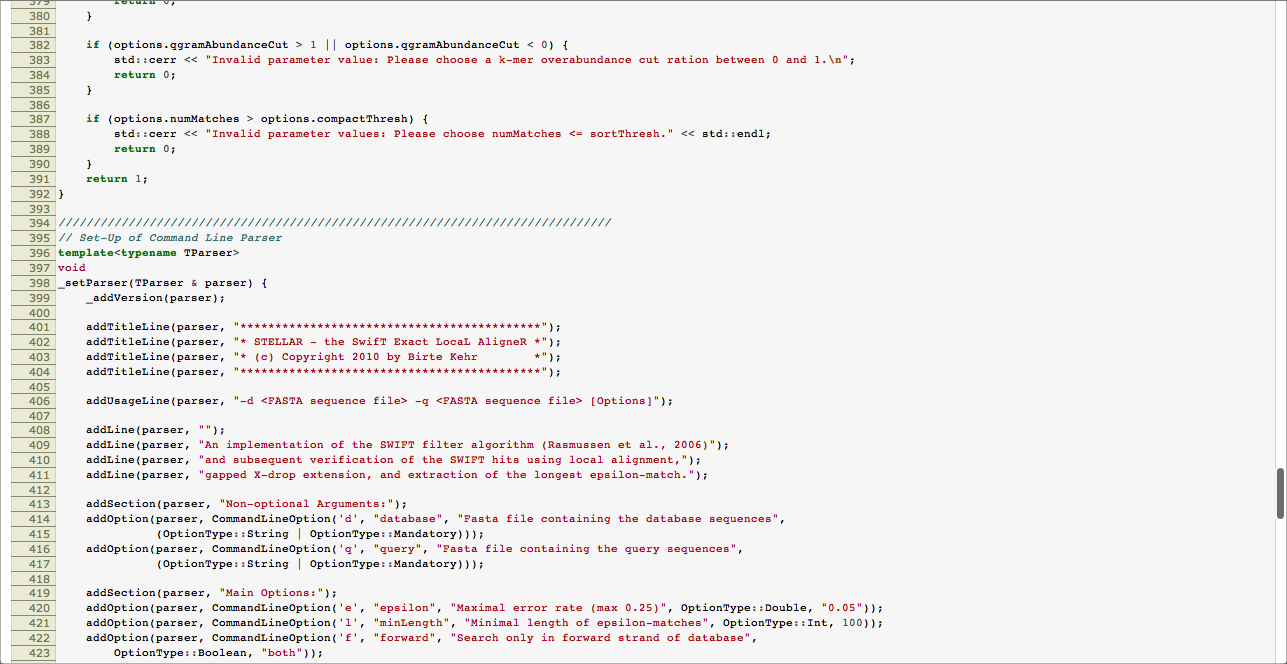 379         return 0;
380     }
381
382     if (options.qgramAbundanceCut > 1 || options.qgramAbundanceCut < 0) {
383         std::cerr << "Invalid parameter value: Please choose a k-mer overabundance cut ration between 0 and 1.\n";
384         return 0;
385     }
386
387     if (options.numMatches > options.compactThresh) {
388         std::cerr << "Invalid parameter values: Please choose numMatches <= sortThresh." << std::endl;
389         return 0;
390     }
391     return 1;
392 }
393
394 ///////////////////////////////////////////////////////////////////////////////
395 // Set-Up of Command Line Parser
396 template<typename TParser>
397 void
398 _setParser(TParser & parser) {
399     _addVersion(parser);
400
401     addTitleLine(parser, "*******************************************");
402     addTitleLine(parser, "* STELLAR - the SwifT Exact LocaL AligneR *");
403     addTitleLine(parser, "* (c) Copyright 2010 by Birte Kehr        *");
404     addTitleLine(parser, "*******************************************");
405
406     addUsageLine(parser, "-d <FASTA sequence file> -q <FASTA sequence file> [Options]");
407
408     addLine(parser, "");
409     addLine(parser, "An implementation of the SWIFT filter algorithm (Rasmussen et al., 2006)");
410     addLine(parser, "and subsequent verification of the SWIFT hits using local alignment,");
411     addLine(parser, "gapped X-drop extension, and extraction of the longest epsilon-match.");
412
413     addSection(parser, "Non-optional Arguments:");
414     addOption(parser, CommandLineOption('d', "database", "Fasta file containing the database sequences",
415               (OptionType::String | OptionType::Mandatory)));
416     addOption(parser, CommandLineOption('q', "query", "Fasta file containing the query sequences",
417               (OptionType::String | OptionType::Mandatory)));
418
419     addSection(parser, "Main Options:");
420     addOption(parser, CommandLineOption('e', "epsilon", "Maximal error rate (max 0.25)", OptionType::Double, "0.05"));
421     addOption(parser, CommandLineOption('l', "minLength", "Minimal length of epsilon-matches", OptionType::Int, 100));
422     addOption(parser, CommandLineOption('f', "forward", "Search only in forward strand of database",
423         OptionType::Boolean, "both"));